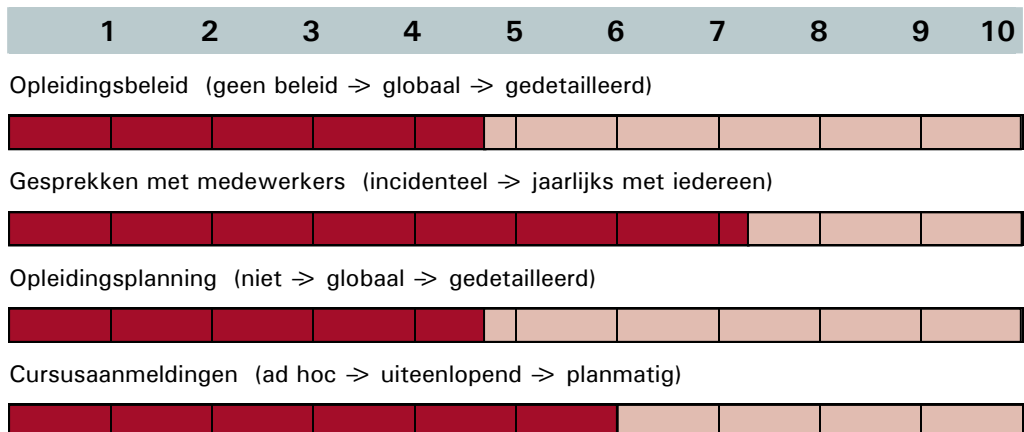 1 2 3 4 5 6 7 8 9 10
Opleidingsbeleid (geen beleid -> globaal -> gedetailleerd)
Gesprekken met medewerkers (incidenteel -> jaarlijks met iedereen)
Opleidingsplanning (niet -> globaal -> gedetailleerd)
Cursusaanmeldingen (ad hoc -> uiteenlopend -> planmatig)